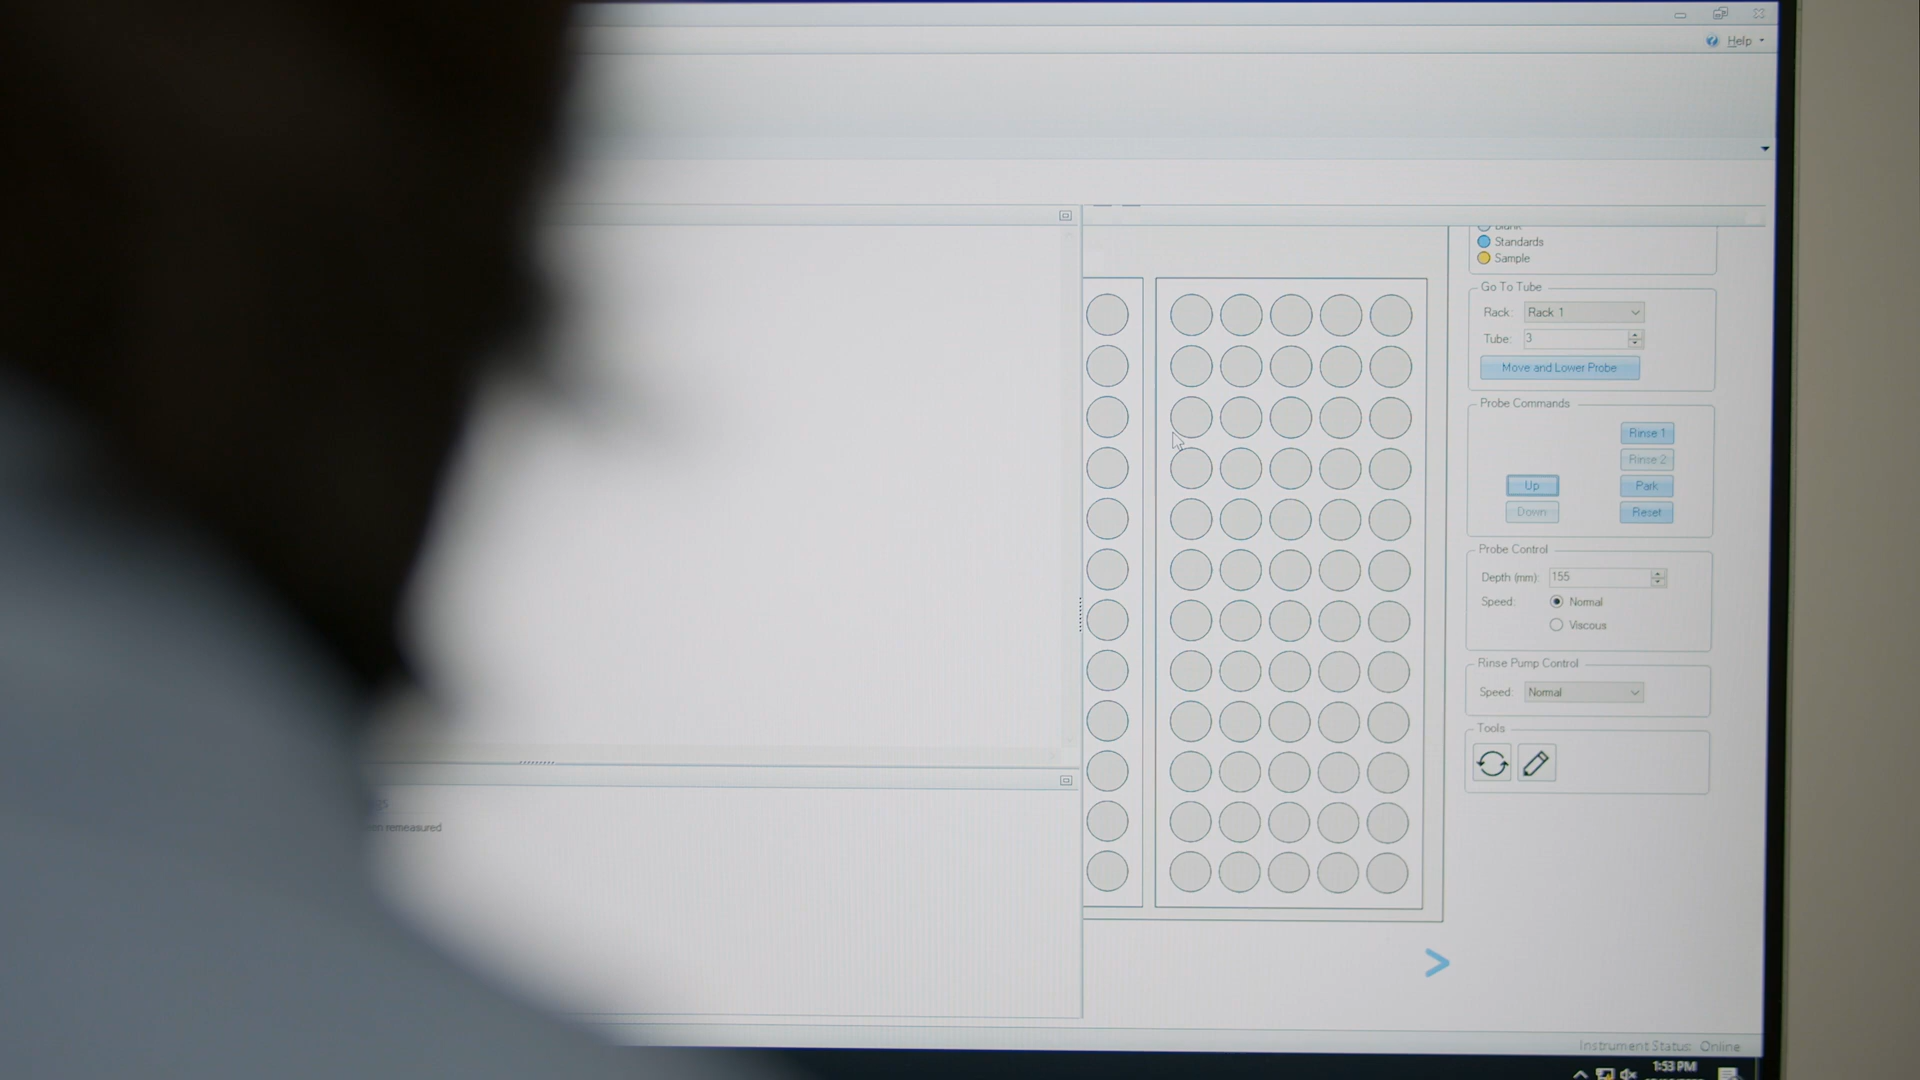 Help
Standards
Sample
Go To Tube
Rack: Rack 1
Tube: 3
Move and Lower Probe
Probe Commands
Rinse 1
Rinse 2
Up
Park
Down
Reset
Probe Control
Depth (mm): 155
Speed: Normal
Viscous
Rinse Pump Control
Speed: Normal
Tools
remeasured
>
Instrument Status: Online
1:53 PM